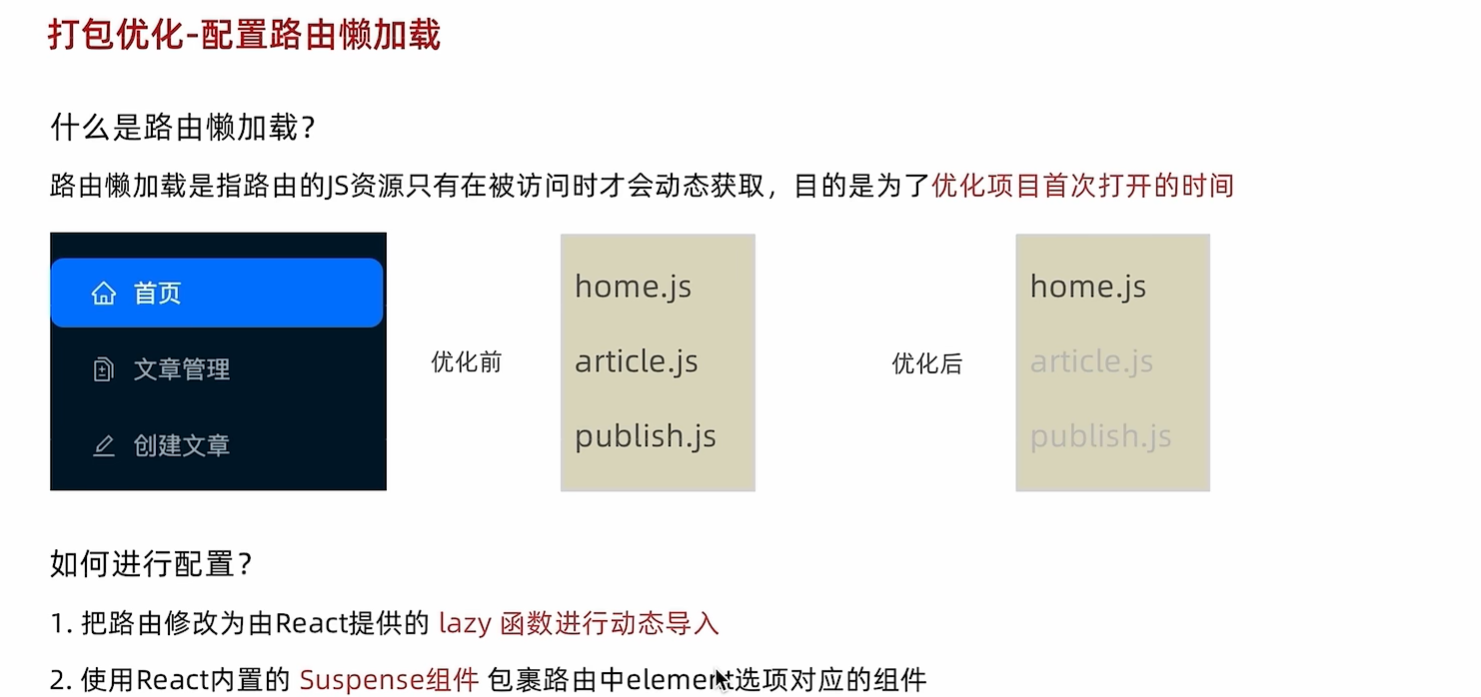 打包优化-配置路由懒加载
什么是路由懒加载？
路由懒加载是指路由的JS资源只有在被访问时才会动态获取，目的是为了优化项目首次打开的时间
首页
文章管理
创建文章
优化前
home.js
article.js
publish.js
优化后
home.js
article.js
publish.js
如何进行配置？
1. 把路由修改为由React提供的 lazy 函数进行动态导入
2. 使用React内置的 Suspense组件 包裹路由中element选项对应的组件